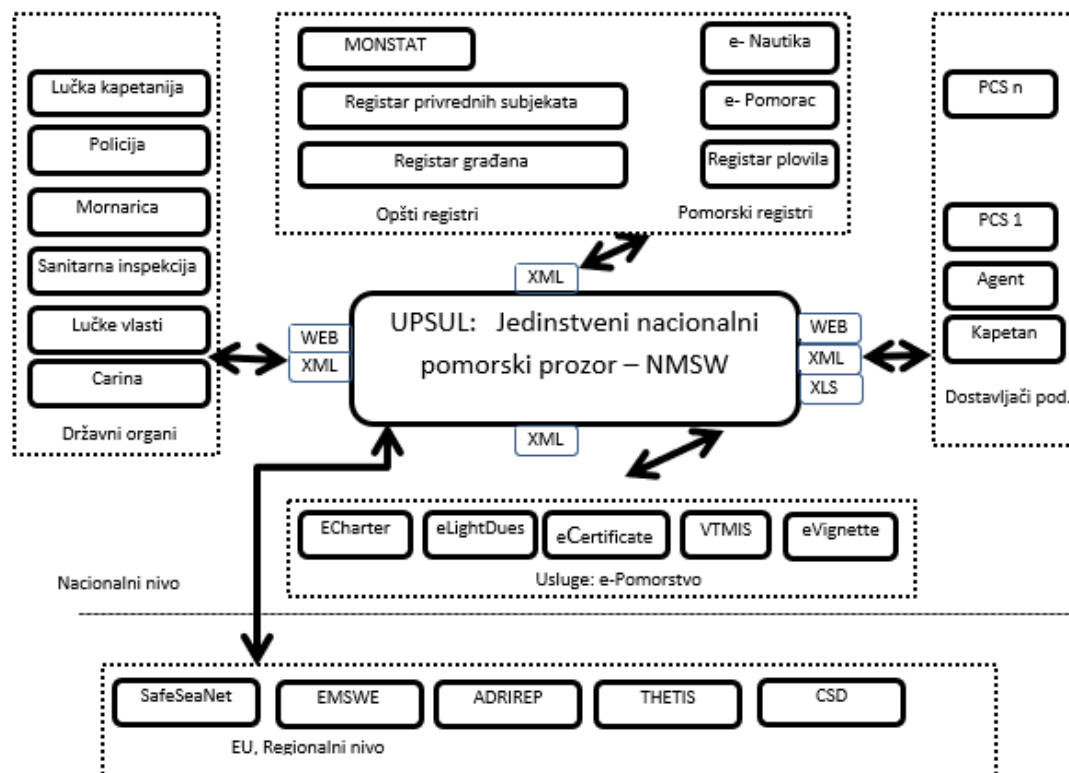 Lučka kapetanija
Policija
Mornarica
Sanitarna inspekcija
Lučke vlasti
Carina
Državni organi
MONSTAT
Registar privrednih subjekata
Registar građana
Opšti registri
e- Nautika
e- Pomorac
Registar plovila
Pomorski registri
PCS n
PCS 1
Agent
Kapetan
Dostavljači pod.
XML
WEB
XML
UPSUL: Jedinstveni nacionalni
pomorski prozor – NMSW
WEB
XML
XLS
XML
ECharter
eLightDues
eCertificate
VTMIS
eVignette
Usluge: e-Pomorstvo
Nacionalni nivo
SafeSeaNet
EMSWE
ADRIREP
THETIS
CSD
EU, Regionalni nivo